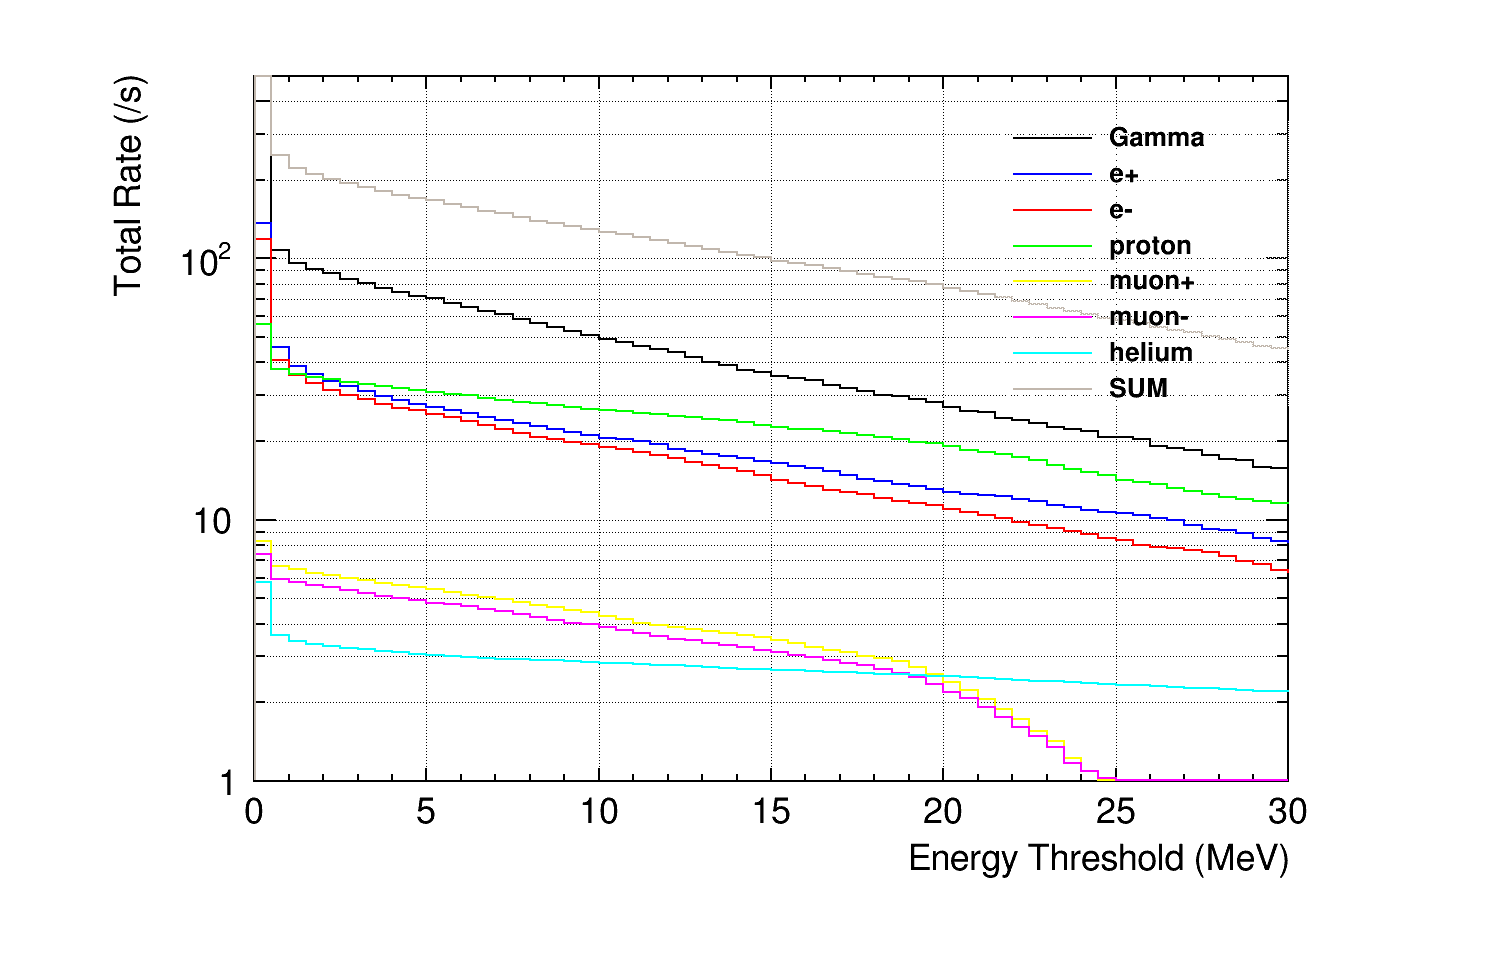 Total Rate (/s)
10²
10
1
0 5 10 15 20 25 30
Energy Threshold (MeV)
Gamma
e+
e-
proton
muon+
muon-
helium
SUM